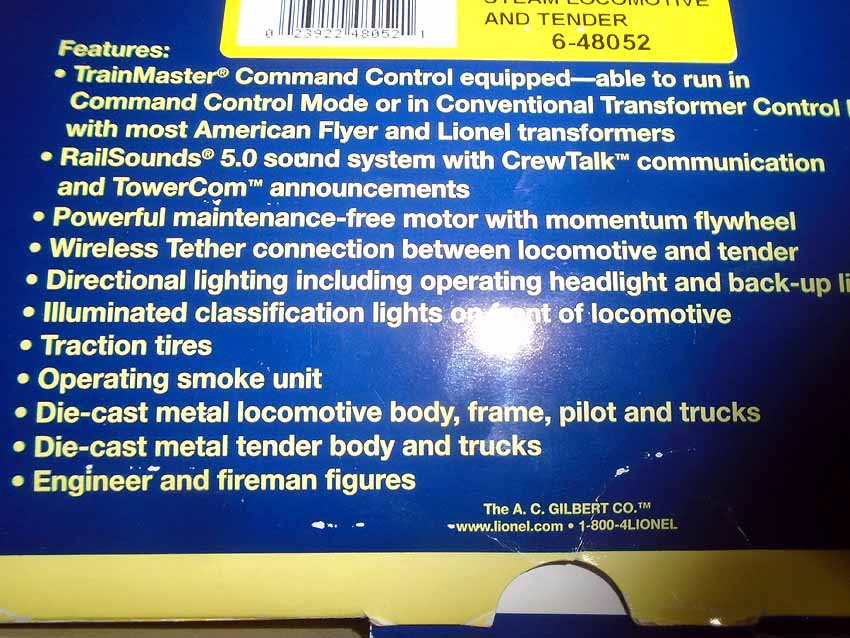 STEAM LOCOMOTIVE
AND TENDER
6-48052
0 23922 48052 1
Features:
• TrainMaster® Command Control equipped—able to run in
Command Control Mode or in Conventional Transformer Control
with most American Flyer and Lionel transformers
• RailSounds® 5.0 sound system with CrewTalk™ communication
and TowerCom™ announcements
• Powerful maintenance-free motor with momentum flywheel
• Wireless Tether connection between locomotive and tender
• Directional lighting including operating headlight and back-up
• Illuminated classification lights on front of locomotive
• Traction tires
• Operating smoke unit
• Die-cast metal locomotive body, frame, pilot and trucks
• Die-cast metal tender body and trucks
• Engineer and fireman figures
The A. C. GILBERT CO.™
www.lionel.com • 1-800-4LIONEL